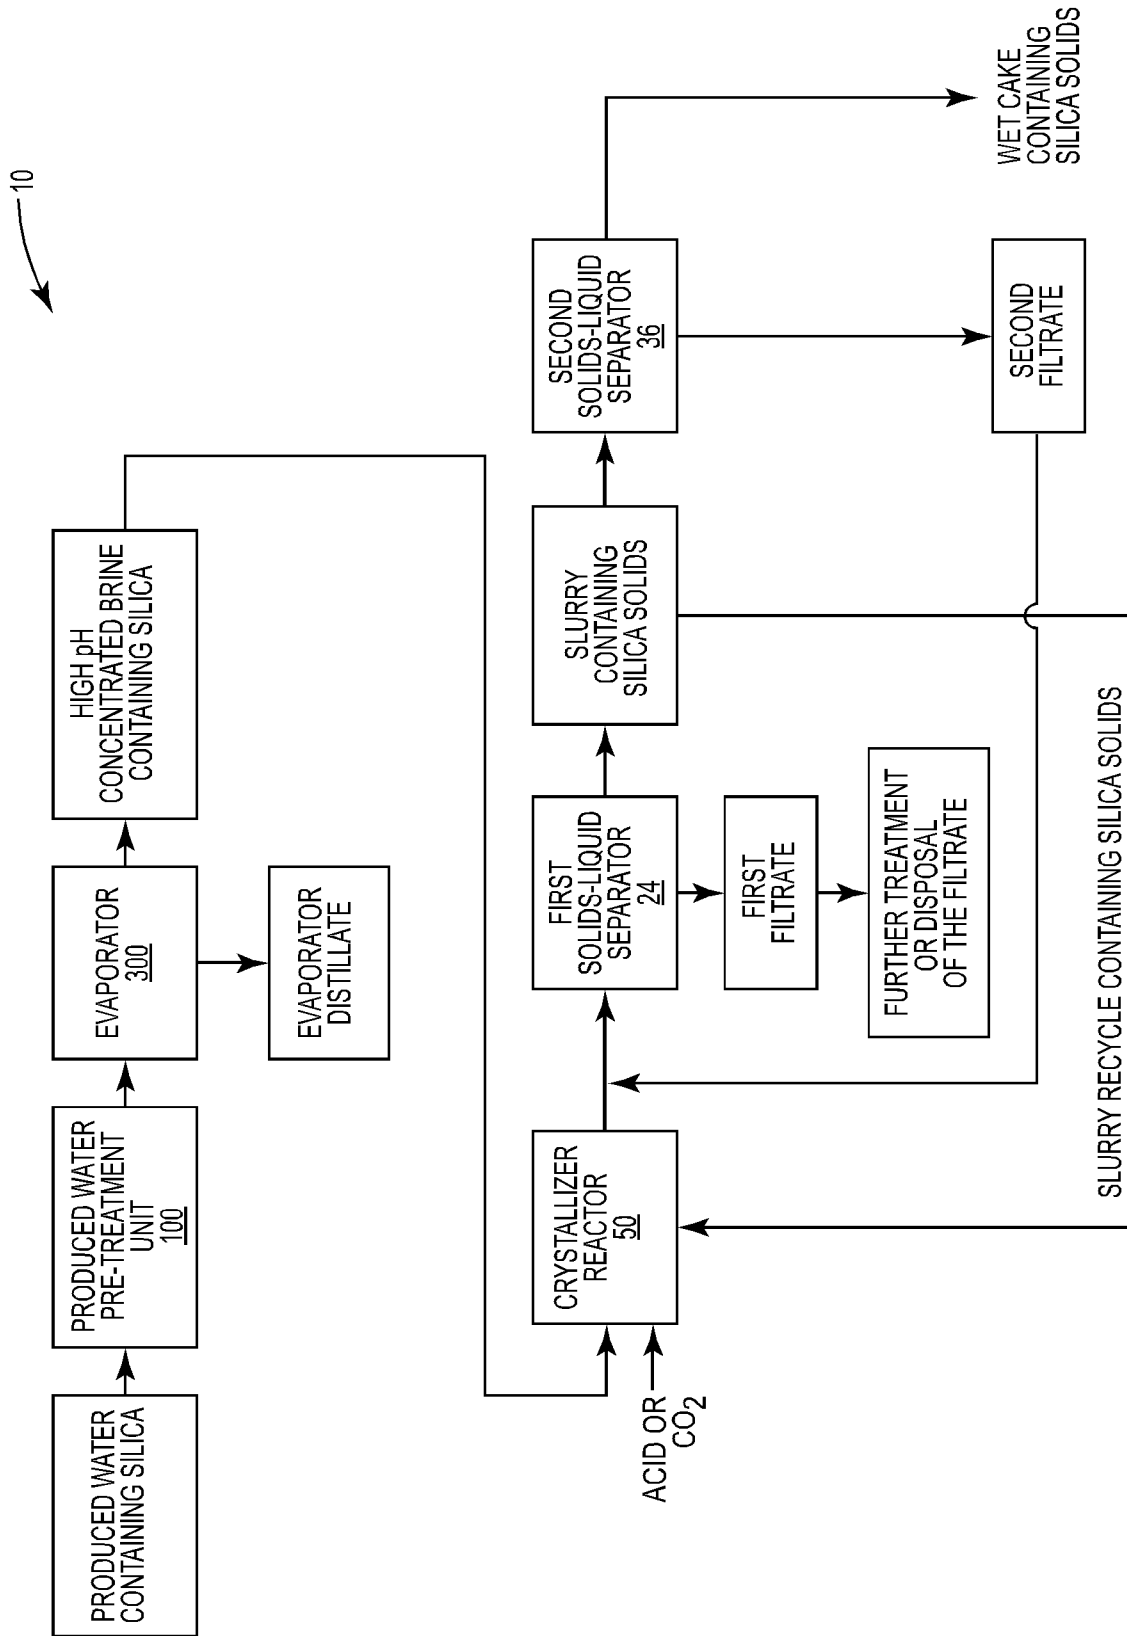 10
PRODUCED WATER
CONTAINING SILICA
PRODUCED WATER
PRE-TREATMENT
UNIT
100
EVAPORATOR
300
HIGH pH
CONCENTRATED BRINE
CONTAINING SILICA
EVAPORATOR
DISTILLATE
ACID OR
CO2
CRYSTALLIZER
REACTOR
50
FIRST
SOLIDS-LIQUID
SEPARATOR
24
SLURRY
CONTAINING
SILICA SOLIDS
SECOND
SOLIDS-LIQUID
SEPARATOR
36
FIRST
FILTRATE
FURTHER TREATMENT
OR DISPOSAL
OF THE FILTRATE
SECOND
FILTRATE
WET CAKE
CONTAINING
SILICA SOLIDS
SLURRY RECYCLE CONTAINING SILICA SOLIDS